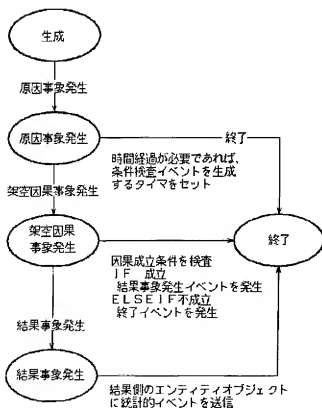 生成
原因事象発生
原因事象発生
終了
時間経過が必要であれば、
条件検査イベントを生成
するタイマをセット
架空因果事象発生
架空因果
事象発生
終了
因果成立条件を検査
IF 成立
結果事象発生イベントを発生
ELSEIF不成立
終了イベントを発生
結果事象発生
結果事象発生
結果側のエンティティオブジェクト
に統計的イベントを送信